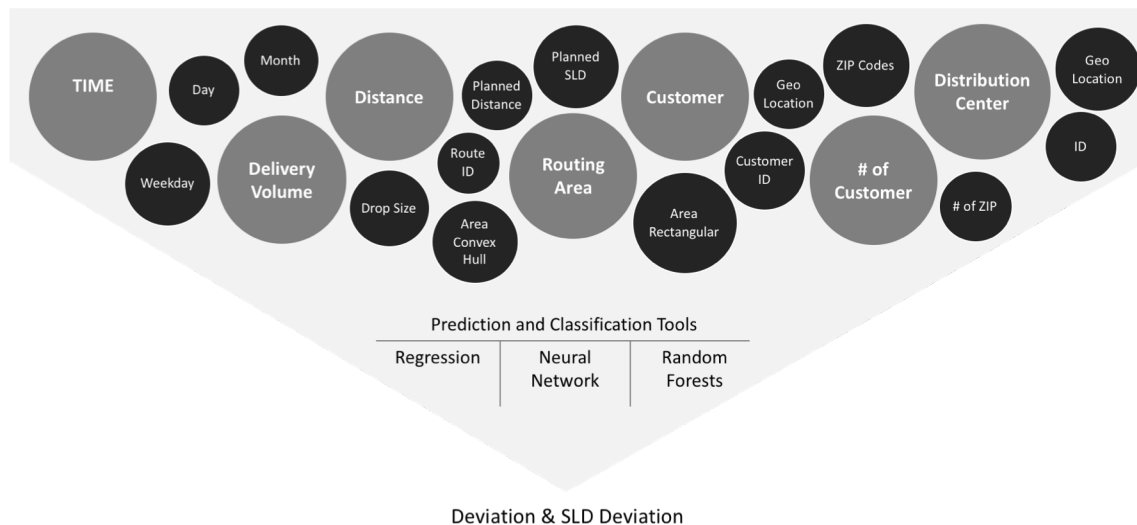 TIME
Day
Month
Weekday
Delivery
Volume
Distance
Drop Size
Planned
Distance
Route
ID
Area
Convex
Hull
Planned
SLD
Routing
Area
Customer
Area
Rectangular
Geo
Location
Customer
ID
ZIP Codes
# of
Customer
Distribution
Center
# of ZIP
Geo
Location
ID
Prediction and Classification Tools
Regression
Neural
Network
Random
Forests
Deviation & SLD Deviation